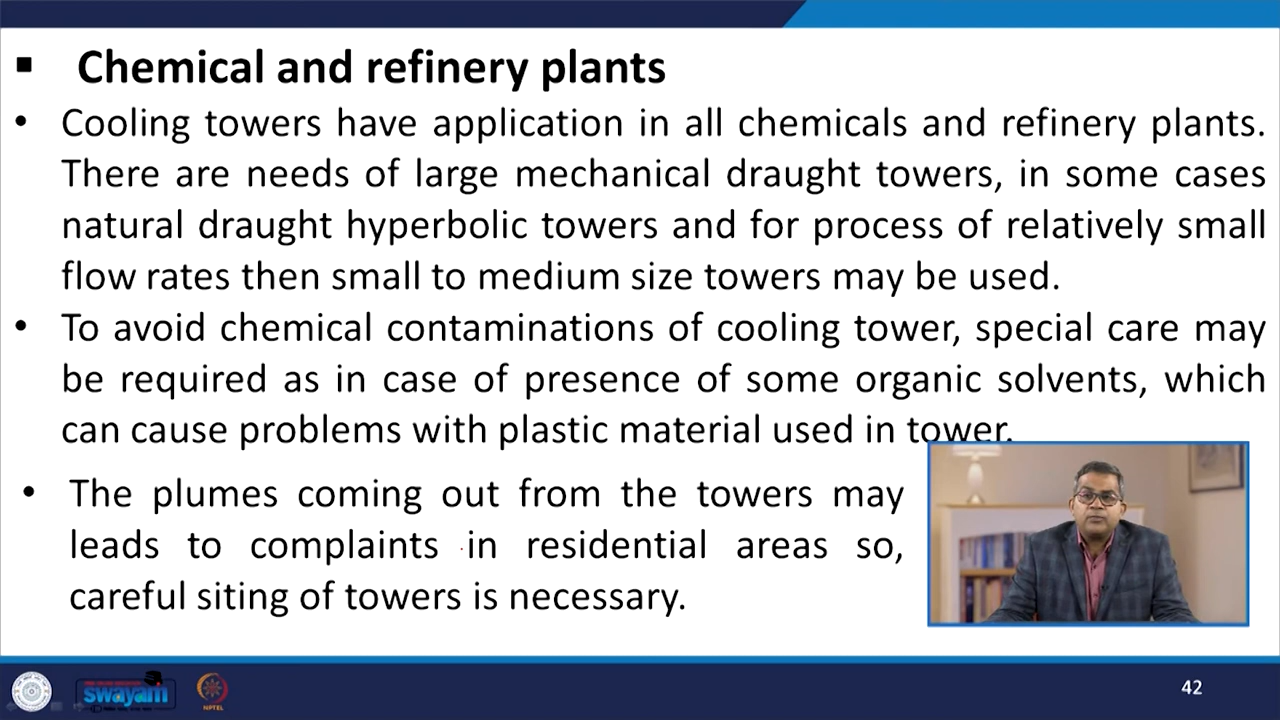 ▪ Chemical and refinery plants
• Cooling towers have application in all chemicals and refinery plants.
There are needs of large mechanical draught towers, in some cases
natural draught hyperbolic towers and for process of relatively small
flow rates then small to medium size towers may be used.
• To avoid chemical contaminations of cooling tower, special care may
be required as in case of presence of some organic solvents, which
can cause problems with plastic material used in tower.
• The plumes coming out from the towers may
leads to complaints in residential areas so,
careful siting of towers is necessary.
swayam
NPTEL
42